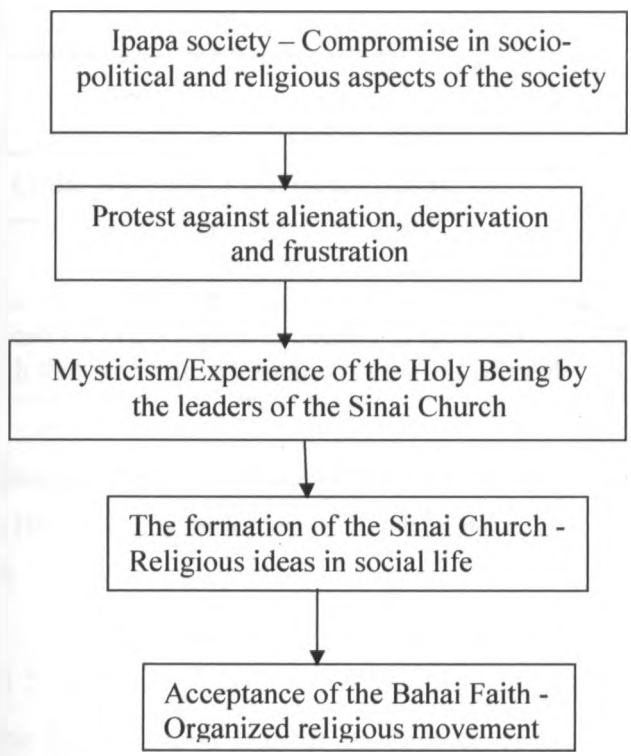 Ipapa society – Compromise in socio-
political and religious aspects of the society
Protest against alienation, deprivation
and frustration
Mysticism/Experience of the Holy Being by
the leaders of the Sinai Church
The formation of the Sinai Church -
Religious ideas in social life
Acceptance of the Bahai Faith -
Organized religious movement